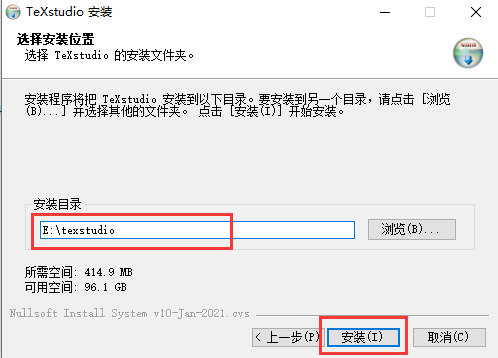 TeXstudio 安装
选择安装位置
选择 TeXstudio 的安装文件夹。
安装程序将把 TeXstudio 安装到以下目录。要安装到另一个目录，请点击 [浏览
(B)...] 并选择其他的文件夹。 点击 [安装(I)] 开始安装。
安装目录
E:\texstudio
浏览(B)...
所需空间: 414.9 MB
可用空间: 96.1 GB
Nullsoft Install System v10-Jan-2021.cvs
< 上一步(P)
安装(I)
取消(C)